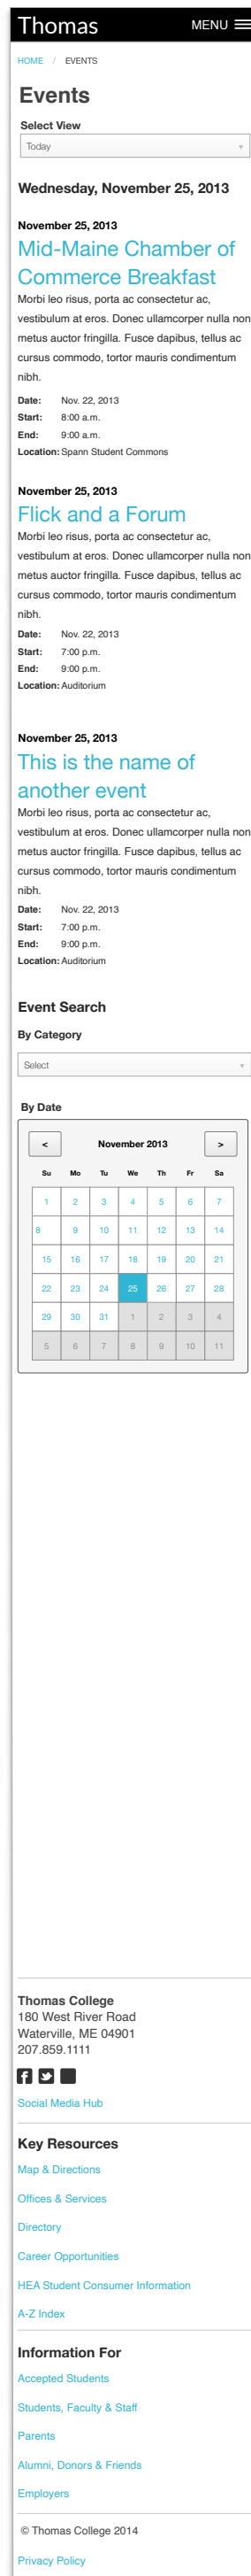 Thomas MENU
HOME / EVENTS
Events
Select View
Today
Wednesday, November 25, 2013
November 25, 2013
Mid-Maine Chamber of
Commerce Breakfast
Morbi leo risus, porta ac consectetur ac,
vestibulum at eros. Donec ullamcorper nulla non
metus auctor fringilla. Fusce dapibus, tellus ac
cursus commodo, tortor mauris condimentum
nibh.
Date: Nov. 22, 2013
Start: 8:00 a.m.
End: 9:00 a.m.
Location: Spann Student Commons
November 25, 2013
Flick and a Forum
Morbi leo risus, porta ac consectetur ac,
vestibulum at eros. Donec ullamcorper nulla non
metus auctor fringilla. Fusce dapibus, tellus ac
cursus commodo, tortor mauris condimentum
nibh.
Date: Nov. 22, 2013
Start: 7:00 p.m.
End: 9:00 p.m.
Location: Auditorium
November 25, 2013
This is the name of
another event
Morbi leo risus, porta ac consectetur ac,
vestibulum at eros. Donec ullamcorper nulla non
metus auctor fringilla. Fusce dapibus, tellus ac
cursus commodo, tortor mauris condimentum
nibh.
Date: Nov. 22, 2013
Start: 7:00 p.m.
End: 9:00 p.m.
Location: Auditorium
Event Search
By Category
Select
By Date
< November 2013 >
Su Mo Tu We Th Fr Sa
1 2 3 4 5 6 7
8 9 10 11 12 13 14
15 16 17 18 19 20 21
22 23 24 25 26 27 28
29 30 31 1 2 3 4
5 6 7 8 9 10 11
Thomas College
180 West River Road
Waterville, ME 04901
207.859.1111
Social Media Hub
Key Resources
Map & Directions
Offices & Services
Directory
Career Opportunities
HEA Student Consumer Information
A-Z Index
Information For
Accepted Students
Students, Faculty & Staff
Parents
Alumni, Donors & Friends
Employers
© Thomas College 2014
Privacy Policy